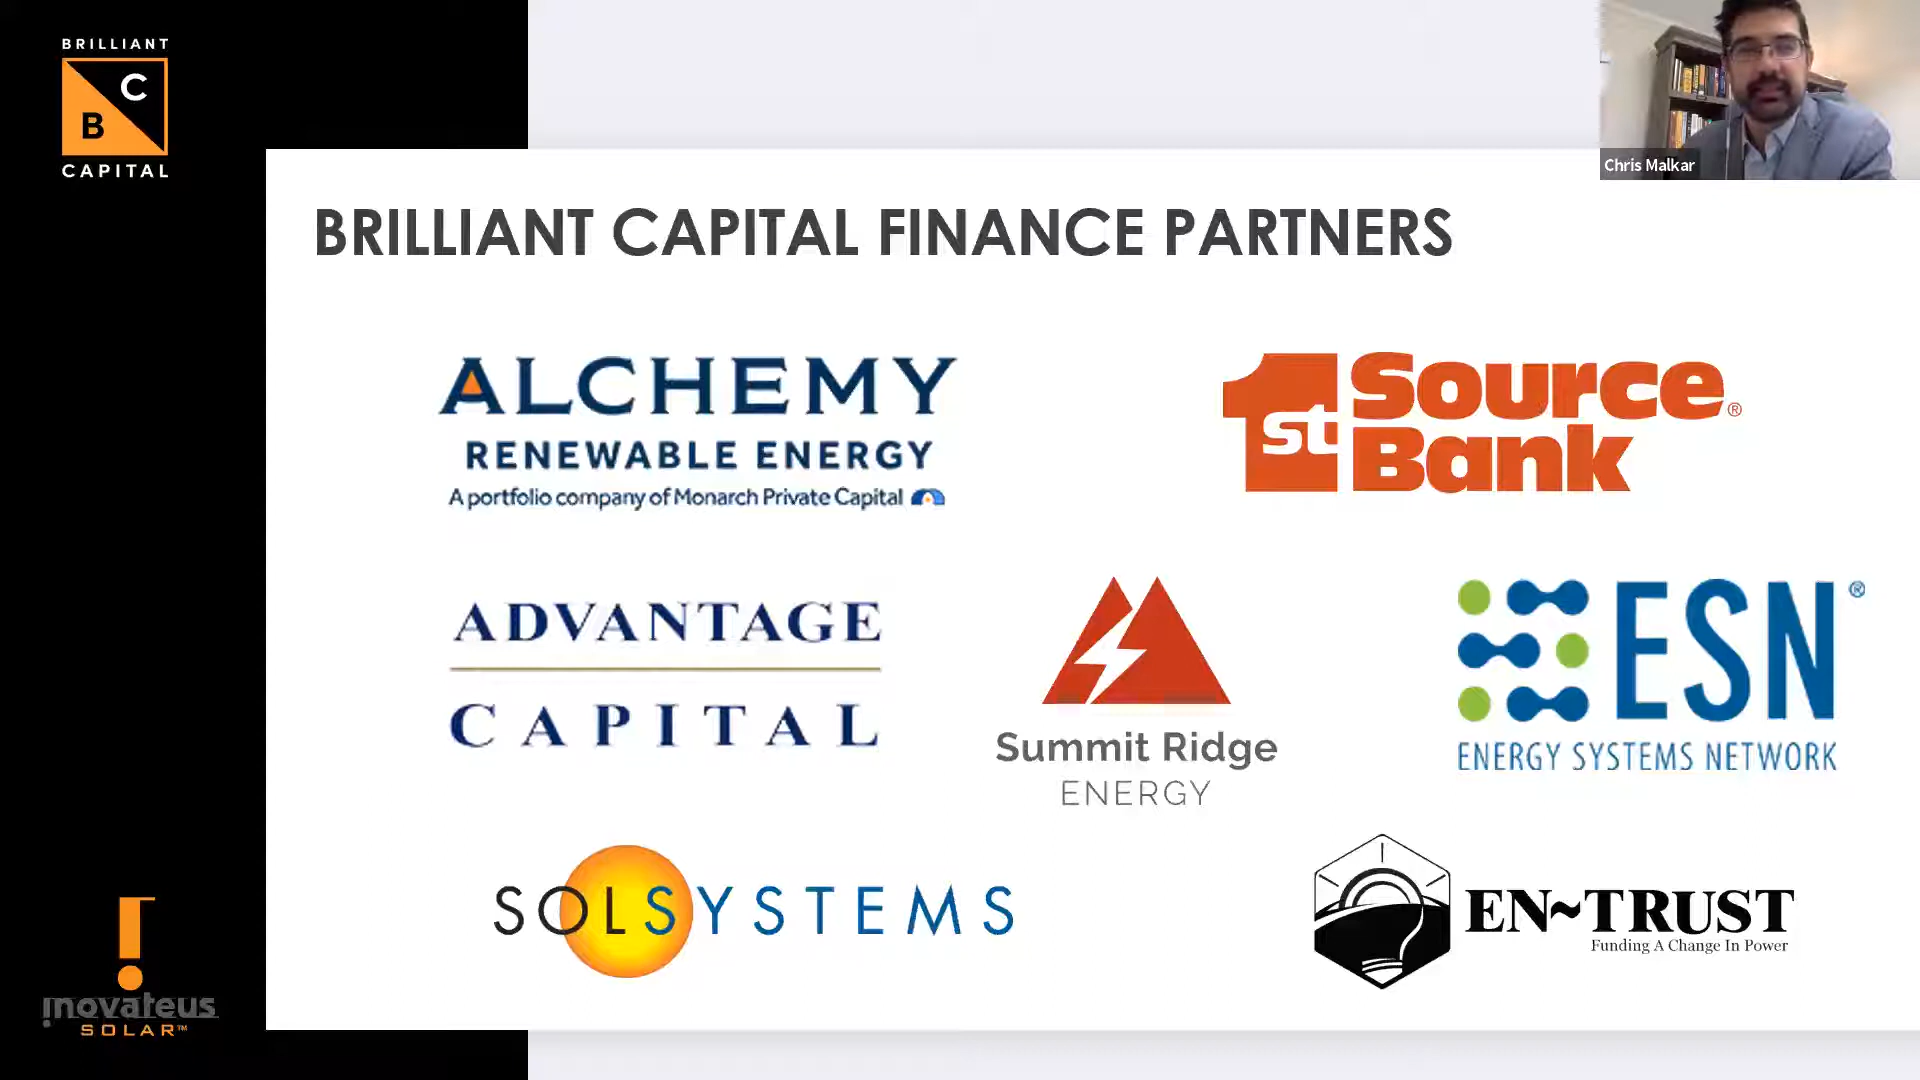 BRILLIANT
C
B
CAPITAL
Chris Malkar
BRILLIANT CAPITAL FINANCE PARTNERS
ALCHEMY
RENEWABLE ENERGY
A portfolio company of Monarch Private Capital
1st Source
Bank®
ADVANTAGE
CAPITAL
Summit Ridge
ENERGY
ESN®
ENERGY SYSTEMS NETWORK
SOLSYSTEMS
EN~TRUST
Funding A Change In Power
inovateus
SOLAR™